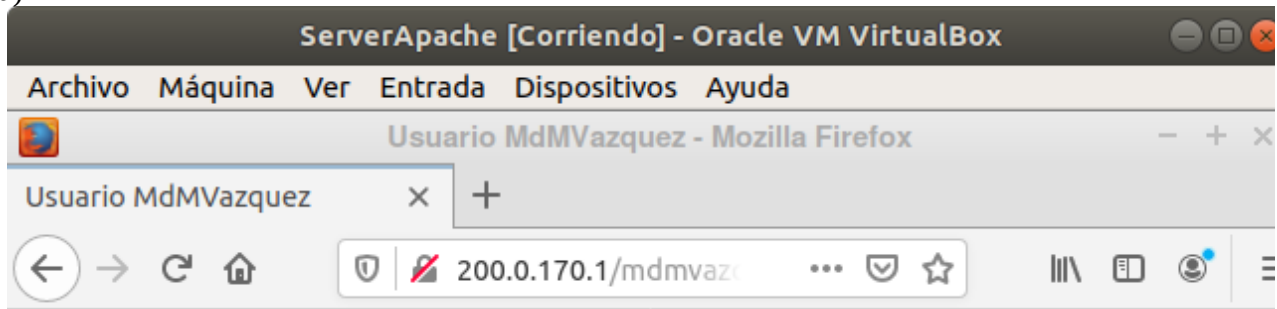 ServerApache [Corriendo] - Oracle VM VirtualBox
Archivo Máquina Ver Entrada Dispositivos Ayuda
Usuario MdMVazquez - Mozilla Firefox
Usuario MdMVazquez
200.0.170.1/mdmvaz